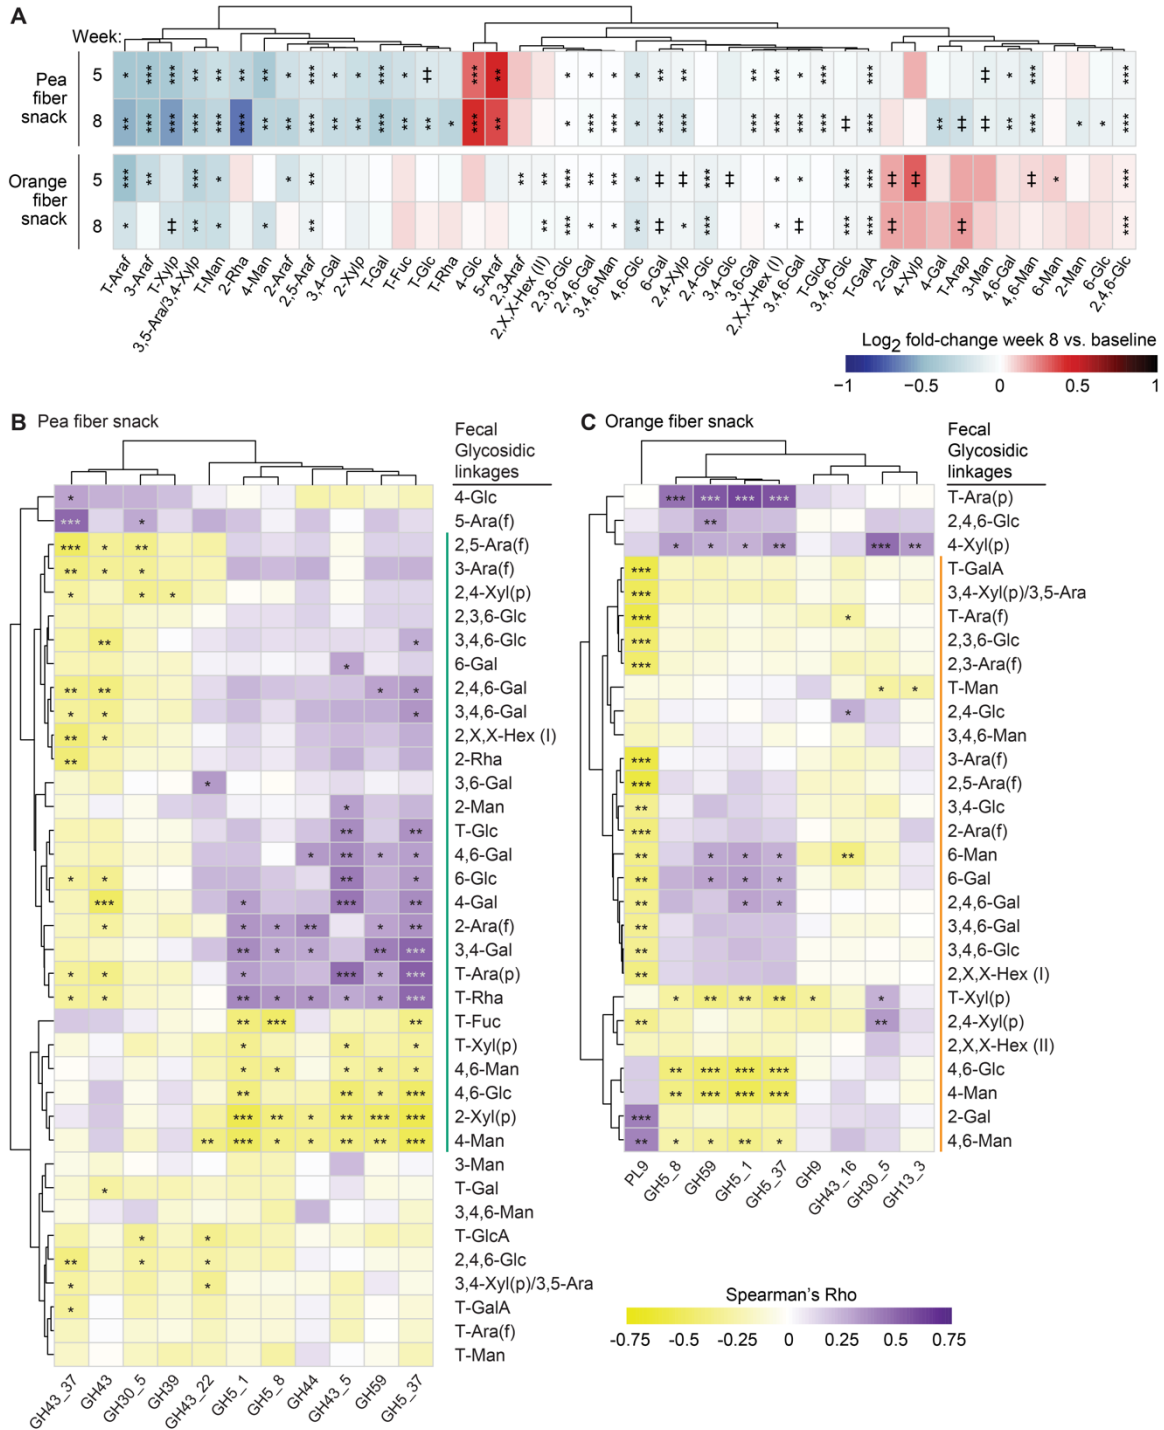 A
Week:
Pea
fiber
snack
5
* *** *** ** ** ** ** * *** * * *** * ‡ *** ** * * * ** ** ** ** * *** *** ‡ * *** ***
8
** *** *** *** *** *** ** ** *** ** ** *** ** ** * *** ** * *** *** * *** *** *** *** *** *** ‡ *** ** ‡ ‡ ** *** * * ***
Orange
fiber
snack
5
*** ** *** * * ** ** ** *** ** ** * ‡ ‡ *** ‡ * * *** *** ‡ ‡ ‡ * ***
8
* ‡ ** * * ** ** *** * * ** ‡ * *** * ‡ *** *** ‡ ‡ ***
T-Araf
3-Araf
T-Xylp
3,5-Ara/3,4-Xylp
T-Man
2-Rha
4-Man
2-Araf
2,5-Araf
3,4-Gal
2-Xylp
T-Gal
T-Fuc
T-Glc
T-Rha
4-Glc
5-Araf
2,3-Araf
2,X,X-Hex (II)
2,3,6-Glc
2,4,6-Gal
3,4,6-Man
4,6-Glc
6-Gal
2,4-Xylp
2,4-Glc
3,4-Glc
3,6-Gal
2,X,X-Hex (I)
3,4,6-Gal
T-GlcA
3,4,6-Glc
T-GalA
2-Gal
4-Xylp
4-Gal
T-Arap
3-Man
4,6-Gal
4,6-Man
6-Man
2-Man
6-Glc
2,4,6-Glc
Log2 fold-change week 8 vs. baseline
−1 −0.5 0 0.5 1
B Pea fiber snack
Fecal
Glycosidic
linkages
* 4-Glc
*** * 5-Ara(f)
*** * ** 2,5-Ara(f)
** * * 3-Ara(f)
* * * 2,4-Xyl(p)
2,3,6-Glc
** * 3,4,6-Glc
* 6-Gal
** ** * * 2,4,6-Gal
* * * 3,4,6-Gal
** * 2,X,X-Hex (I)
** 2-Rha
* 3,6-Gal
* 2-Man
** ** T-Glc
* ** * * 4,6-Gal
* * ** * 6-Glc
*** * *** ** 4-Gal
* * * ** * ** 2-Ara(f)
** * * ** *** 3,4-Gal
* * * *** * *** T-Ara(p)
* * ** * * * * *** T-Rha
** *** ** T-Fuc
* * * T-Xyl(p)
* * * * * 4,6-Man
** ** * *** 4,6-Glc
*** ** * ** *** *** 2-Xyl(p)
** *** * * ** ** *** 4-Man
3-Man
* T-Gal
3,4,6-Man
* * T-GlcA
** * * 2,4,6-Glc
* * 3,4-Xyl(p)/3,5-Ara
* T-GalA
T-Ara(f)
T-Man
GH43_37
GH43
GH30_5
GH39
GH43_22
GH5_1
GH5_8
GH44
GH43_5
GH59
GH5_37
C Orange fiber snack
Fecal
Glycosidic
linkages
*** *** *** *** T-Ara(p)
** 2,4,6-Glc
* * * ** *** ** 4-Xyl(p)
*** T-GalA
*** 3,4-Xyl(p)/3,5-Ara
*** * T-Ara(f)
*** 2,3,6-Glc
*** 2,3-Ara(f)
* * T-Man
* 2,4-Glc
3,4,6-Man
*** 3-Ara(f)
*** 2,5-Ara(f)
** 3,4-Glc
*** 2-Ara(f)
** * * * ** 6-Man
** * * * 6-Gal
** * * 2,4,6-Gal
** 3,4,6-Gal
** 3,4,6-Glc
** 2,X,X-Hex (I)
* ** ** ** * * T-Xyl(p)
** ** 2,4-Xyl(p)
2,X,X-Hex (II)
** *** *** *** 4,6-Glc
** *** *** *** 4-Man
*** 2-Gal
** * * ** * 4,6-Man
PL9
GH5_8
GH59
GH5_1
GH5_37
GH9
GH43_16
GH30_5
GH13_3
Spearman's Rho
-0.75 -0.5 -0.25 0 0.25 0.5 0.75